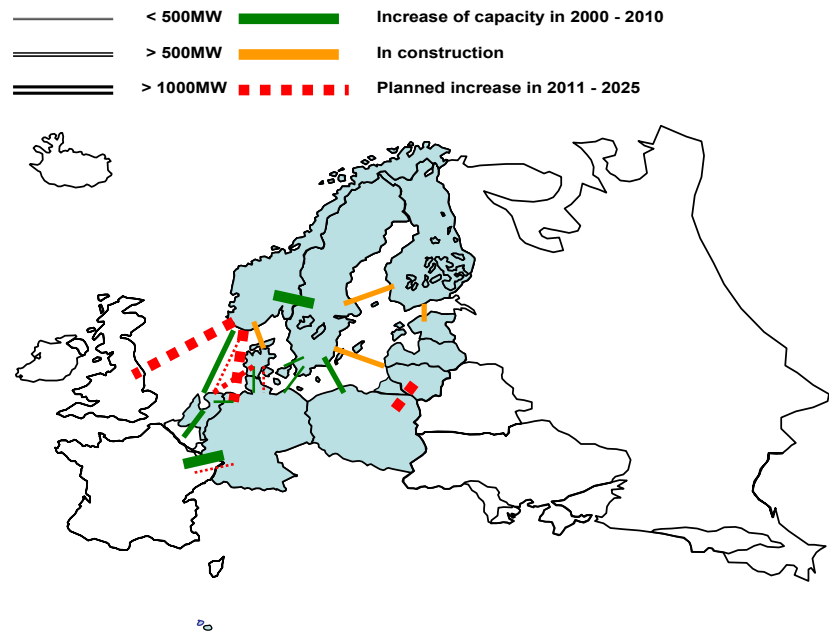 < 500MW Increase of capacity in 2000 - 2010
> 500MW In construction
> 1000MW Planned increase in 2011 - 2025